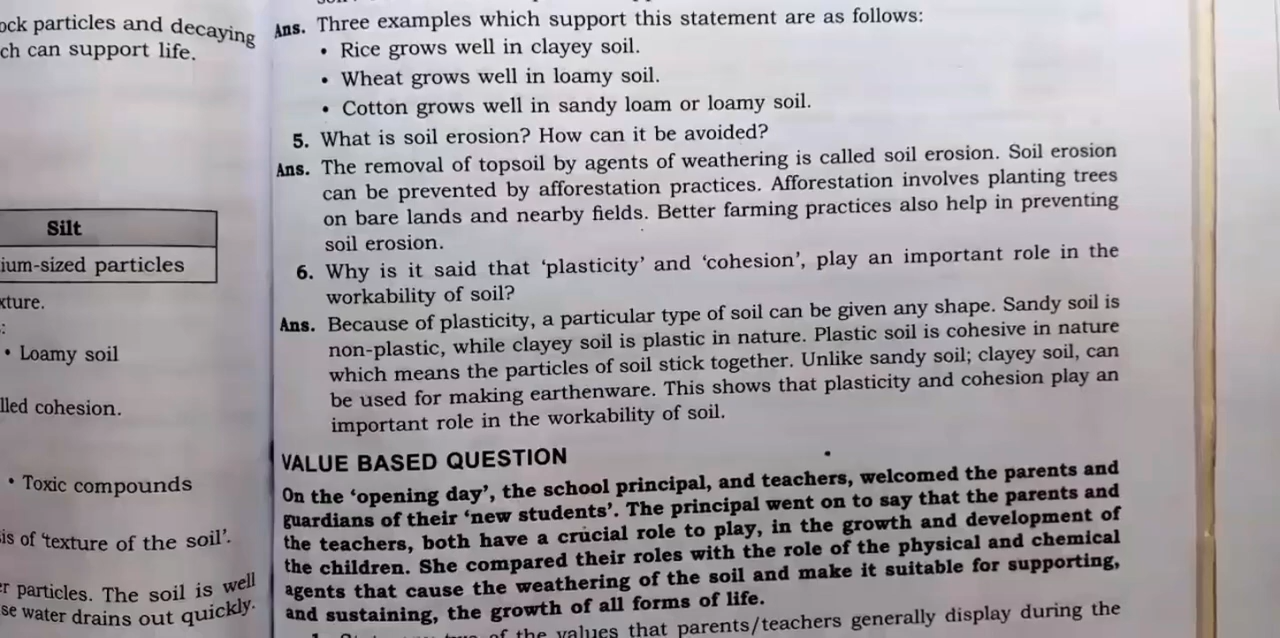 ock particles and decaying
ch can support life.
Silt
ium-sized particles
xture.
:
• Loamy soil
lled cohesion.
• Toxic compounds
is of 'texture of the soil'.
er particles. The soil is well
se water drains out quickly.
Ans. Three examples which support this statement are as follows:
• Rice grows well in clayey soil.
• Wheat grows well in loamy soil.
• Cotton grows well in sandy loam or loamy soil.
5. What is soil erosion? How can it be avoided?
Ans. The removal of topsoil by agents of weathering is called soil erosion. Soil erosion
can be prevented by afforestation practices. Afforestation involves planting trees
on bare lands and nearby fields. Better farming practices also help in preventing
soil erosion.
6. Why is it said that 'plasticity' and 'cohesion', play an important role in the
workability of soil?
Ans. Because of plasticity, a particular type of soil can be given any shape. Sandy soil is
non-plastic, while clayey soil is plastic in nature. Plastic soil is cohesive in nature
which means the particles of soil stick together. Unlike sandy soil; clayey soil, can
be used for making earthenware. This shows that plasticity and cohesion play an
important role in the workability of soil.
VALUE BASED QUESTION
On the 'opening day', the school principal, and teachers, welcomed the parents and
guardians of their 'new students'. The principal went on to say that the parents and
the teachers, both have a crucial role to play, in the growth and development of
the children. She compared their roles with the role of the physical and chemical
agents that cause the weathering of the soil and make it suitable for supporting,
and sustaining, the growth of all forms of life.
of the values that parents/teachers generally display during the